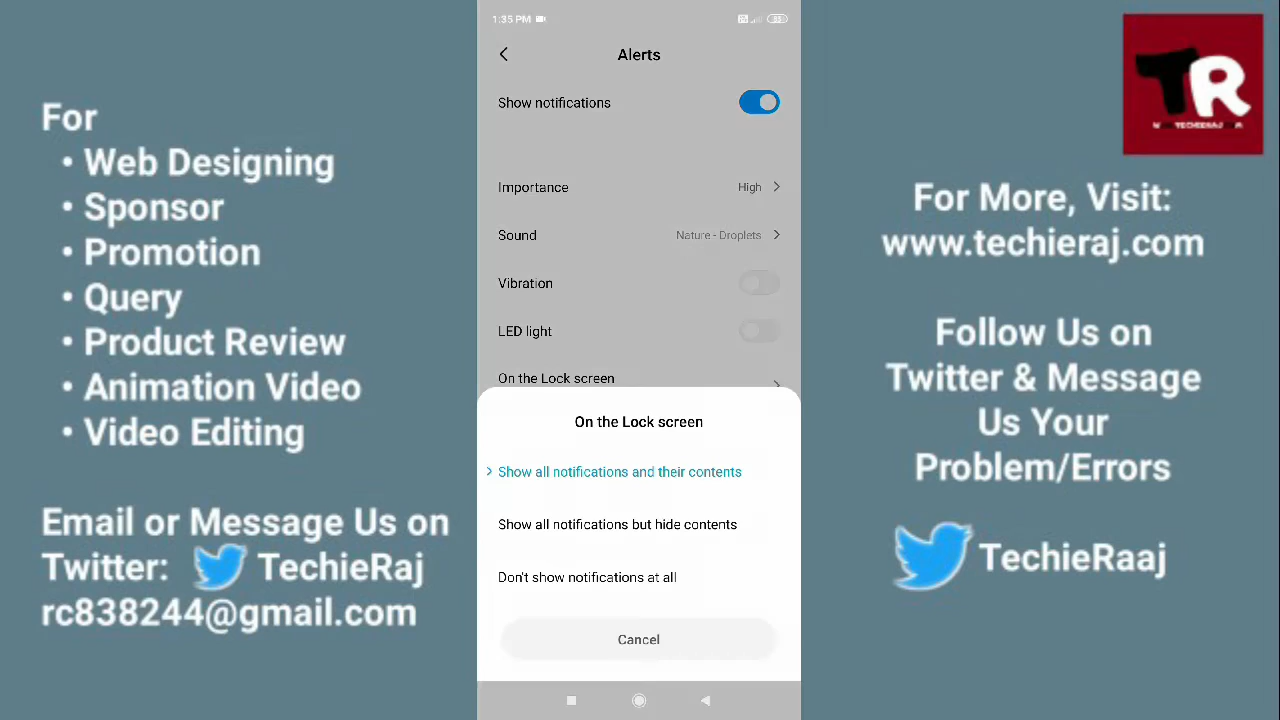 For
• Web Designing
• Sponsor
• Promotion
• Query
• Product Review
• Animation Video
• Video Editing
Email or Message Us on
Twitter: TechieRaj
rc838244@gmail.com
1:35 PM
Alerts
Show notifications
Importance High
Sound Nature - Droplets
Vibration
LED light
On the Lock screen
On the Lock screen
Show all notifications and their contents
Show all notifications but hide contents
Don't show notifications at all
Cancel
TR
For More, Visit:
www.techieraj.com
Follow Us on
Twitter & Message
Us Your
Problem/Errors
TechieRaaj